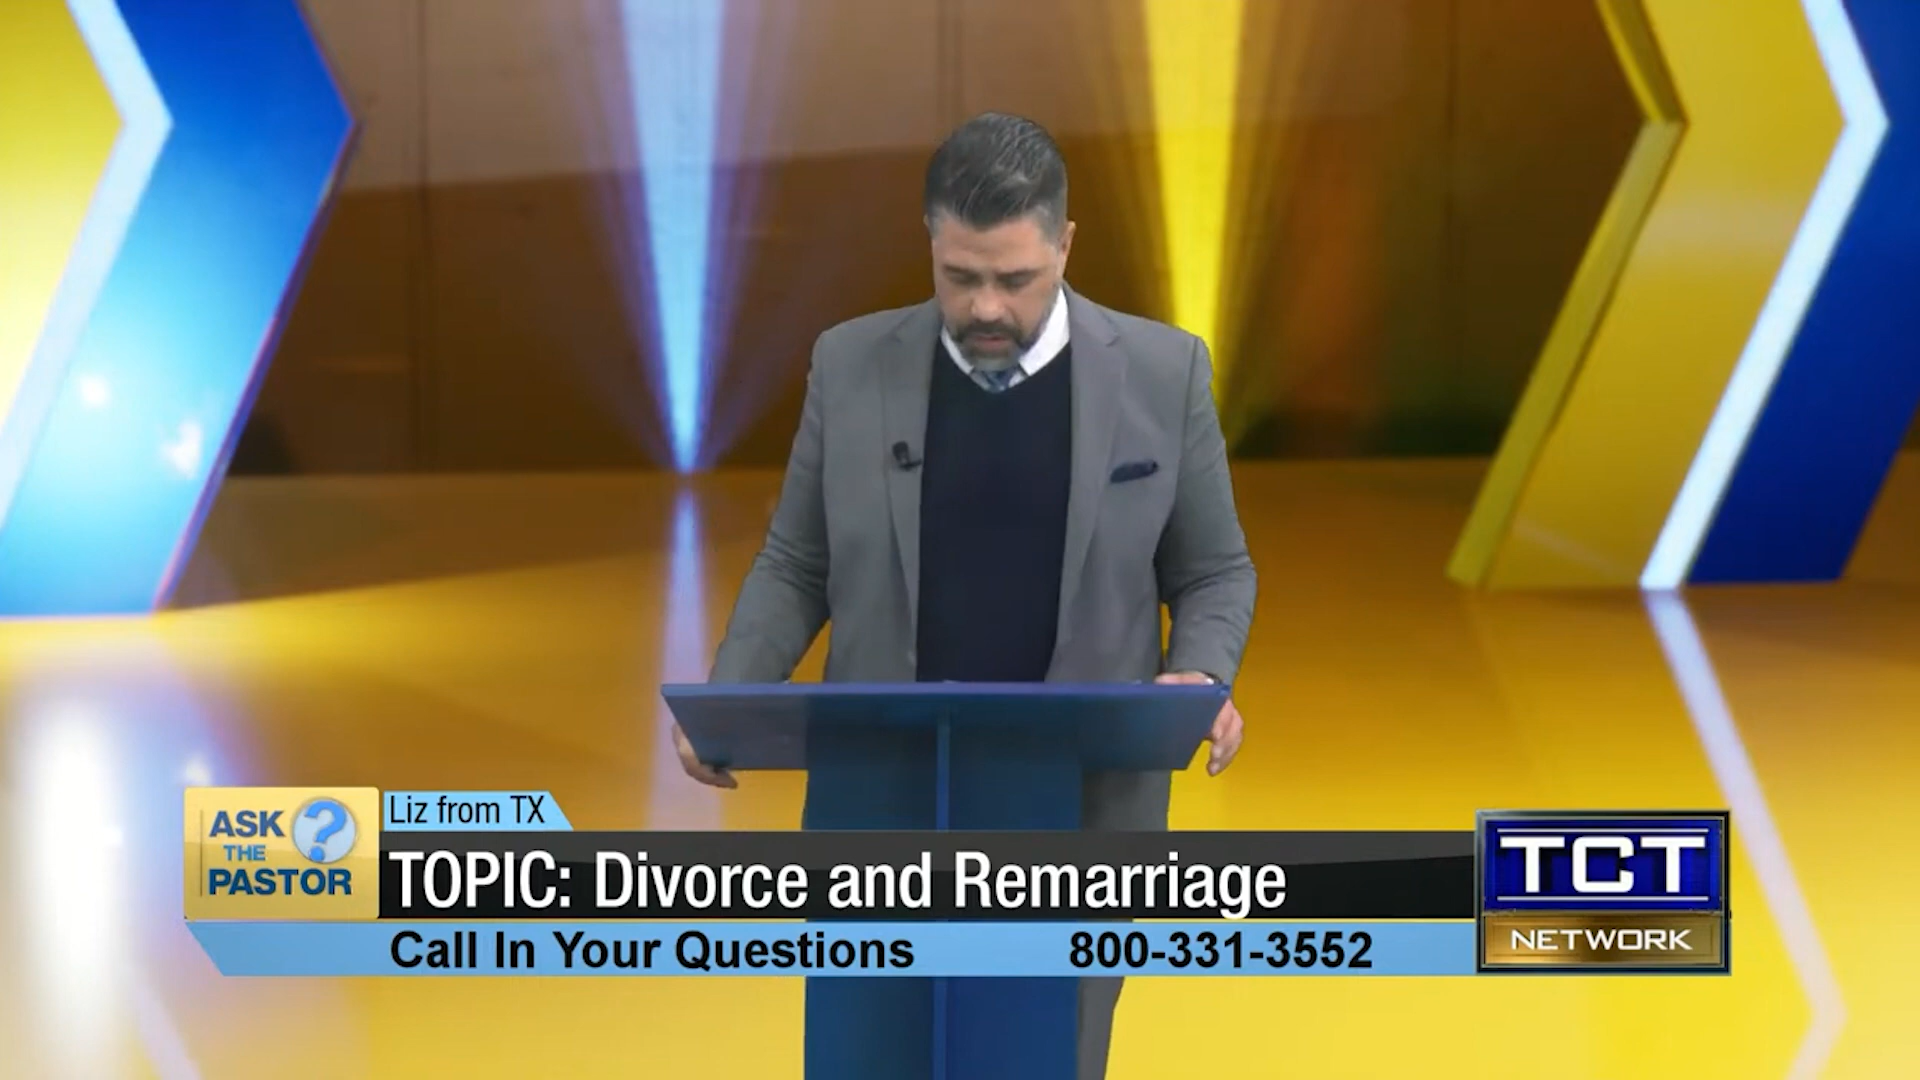 Liz from TX
ASK ?
THE
PASTOR
TOPIC: Divorce and Remarriage
Call In Your Questions 800-331-3552
TCT
NETWORK